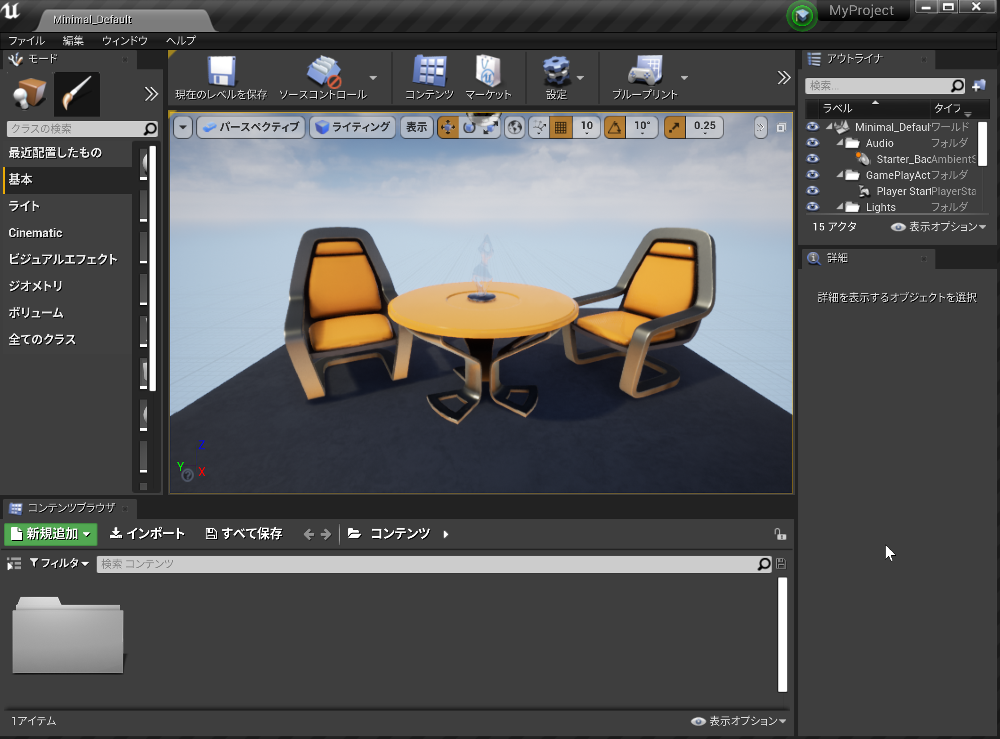 Minimal_Default
MyProject
ファイル 編集 ウィンドウ ヘルプ
モード
現在のレベルを保存 ソースコントロール コンテンツ マーケット 設定 ブループリント
クラスの検索
最近配置したもの
基本
ライト
Cinematic
ビジュアルエフェクト
ジオメトリ
ボリューム
全てのクラス
パースペクティブ ライティング 表示 10 10° 0.25
Z
Y
X
アウトライナ
検索...
ラベル タイプ
Minimal_Defaul ワールド
Audio フォルダ
Starter_Bac AmbientS
GamePlayAct フォルダ
Player Start PlayerSta
Lights フォルダ
15 アクタ 表示オプション
詳細
詳細を表示するオブジェクトを選択
コンテンツブラウザ
新規追加 インポート すべて保存 コンテンツ
フィルタ 検索 コンテンツ
1アイテム 表示オプション